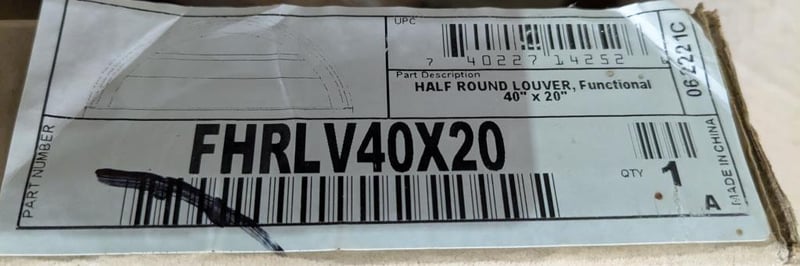 UPC
7 40227 14252 5
Part Description
HALF ROUND LOUVER, Functional
40" x 20"
062221C
PART NUMBER
FHRLV40X20
QTY 1
A
MADE IN CHINA